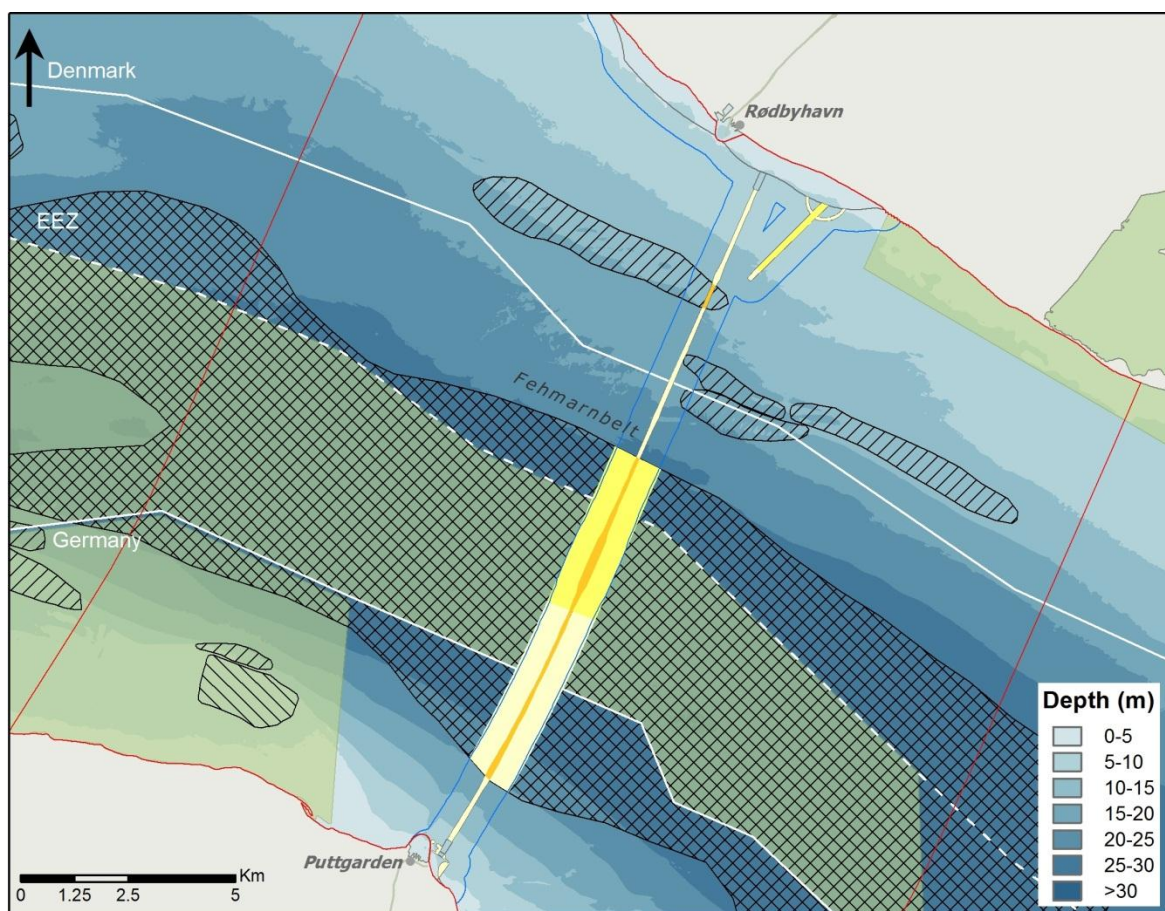 Denmark
Rødbyhavn
EEZ
Fehmarnbelt
Germany
Puttgarden
Km
0 1.25 2.5 5
Depth (m)
0-5
5-10
10-15
15-20
20-25
25-30
>30